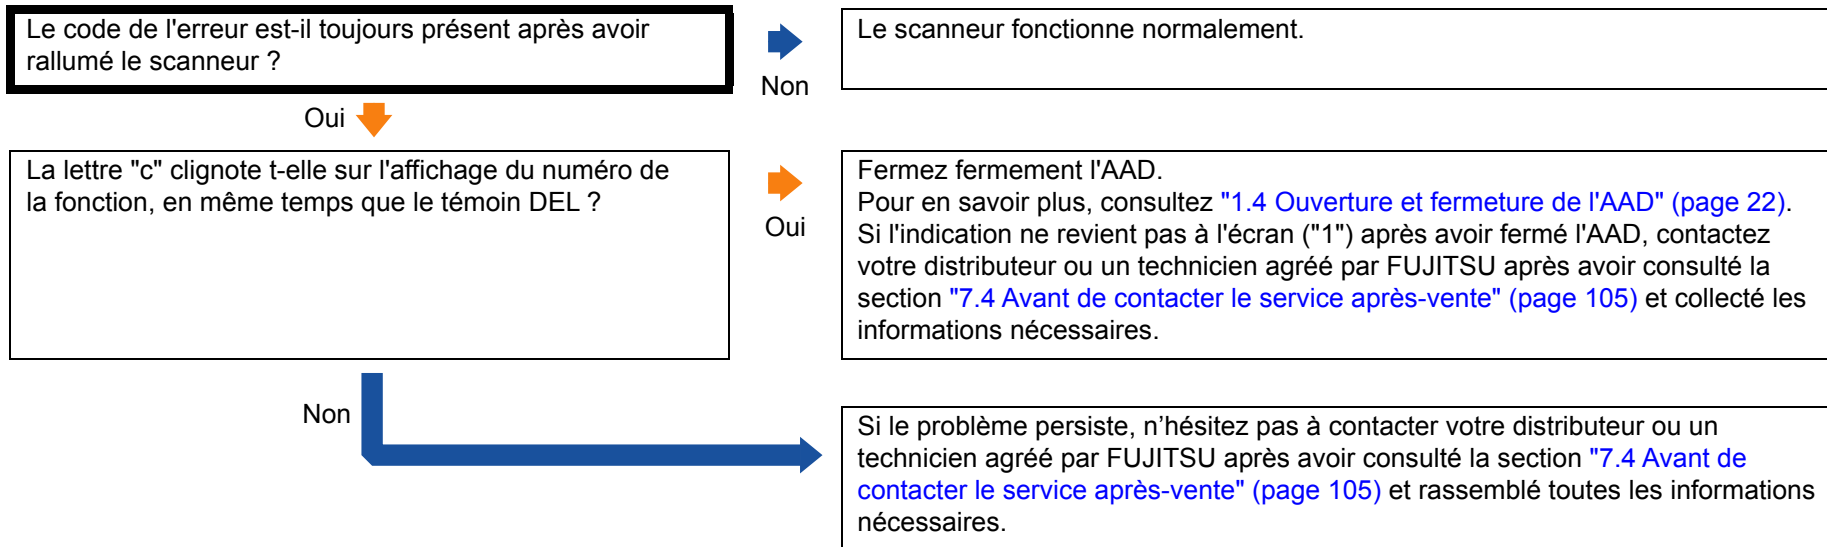 Le code de l'erreur est-il toujours présent après avoir
rallumé le scanneur ?
Non
Le scanneur fonctionne normalement.
Oui
La lettre "c" clignote t-elle sur l'affichage du numéro de
la fonction, en même temps que le témoin DEL ?
Oui
Fermez fermement l'AAD.
Pour en savoir plus, consultez "1.4 Ouverture et fermeture de l'AAD" (page 22).
Si l'indication ne revient pas à l'écran ("1") après avoir fermé l'AAD, contactez
votre distributeur ou un technicien agréé par FUJITSU après avoir consulté la
section "7.4 Avant de contacter le service après-vente" (page 105) et collecté les
informations nécessaires.
Non
Si le problème persiste, n’hésitez pas à contacter votre distributeur ou un
technicien agréé par FUJITSU après avoir consulté la section "7.4 Avant de
contacter le service après-vente" (page 105) et rassemblé toutes les informations
nécessaires.